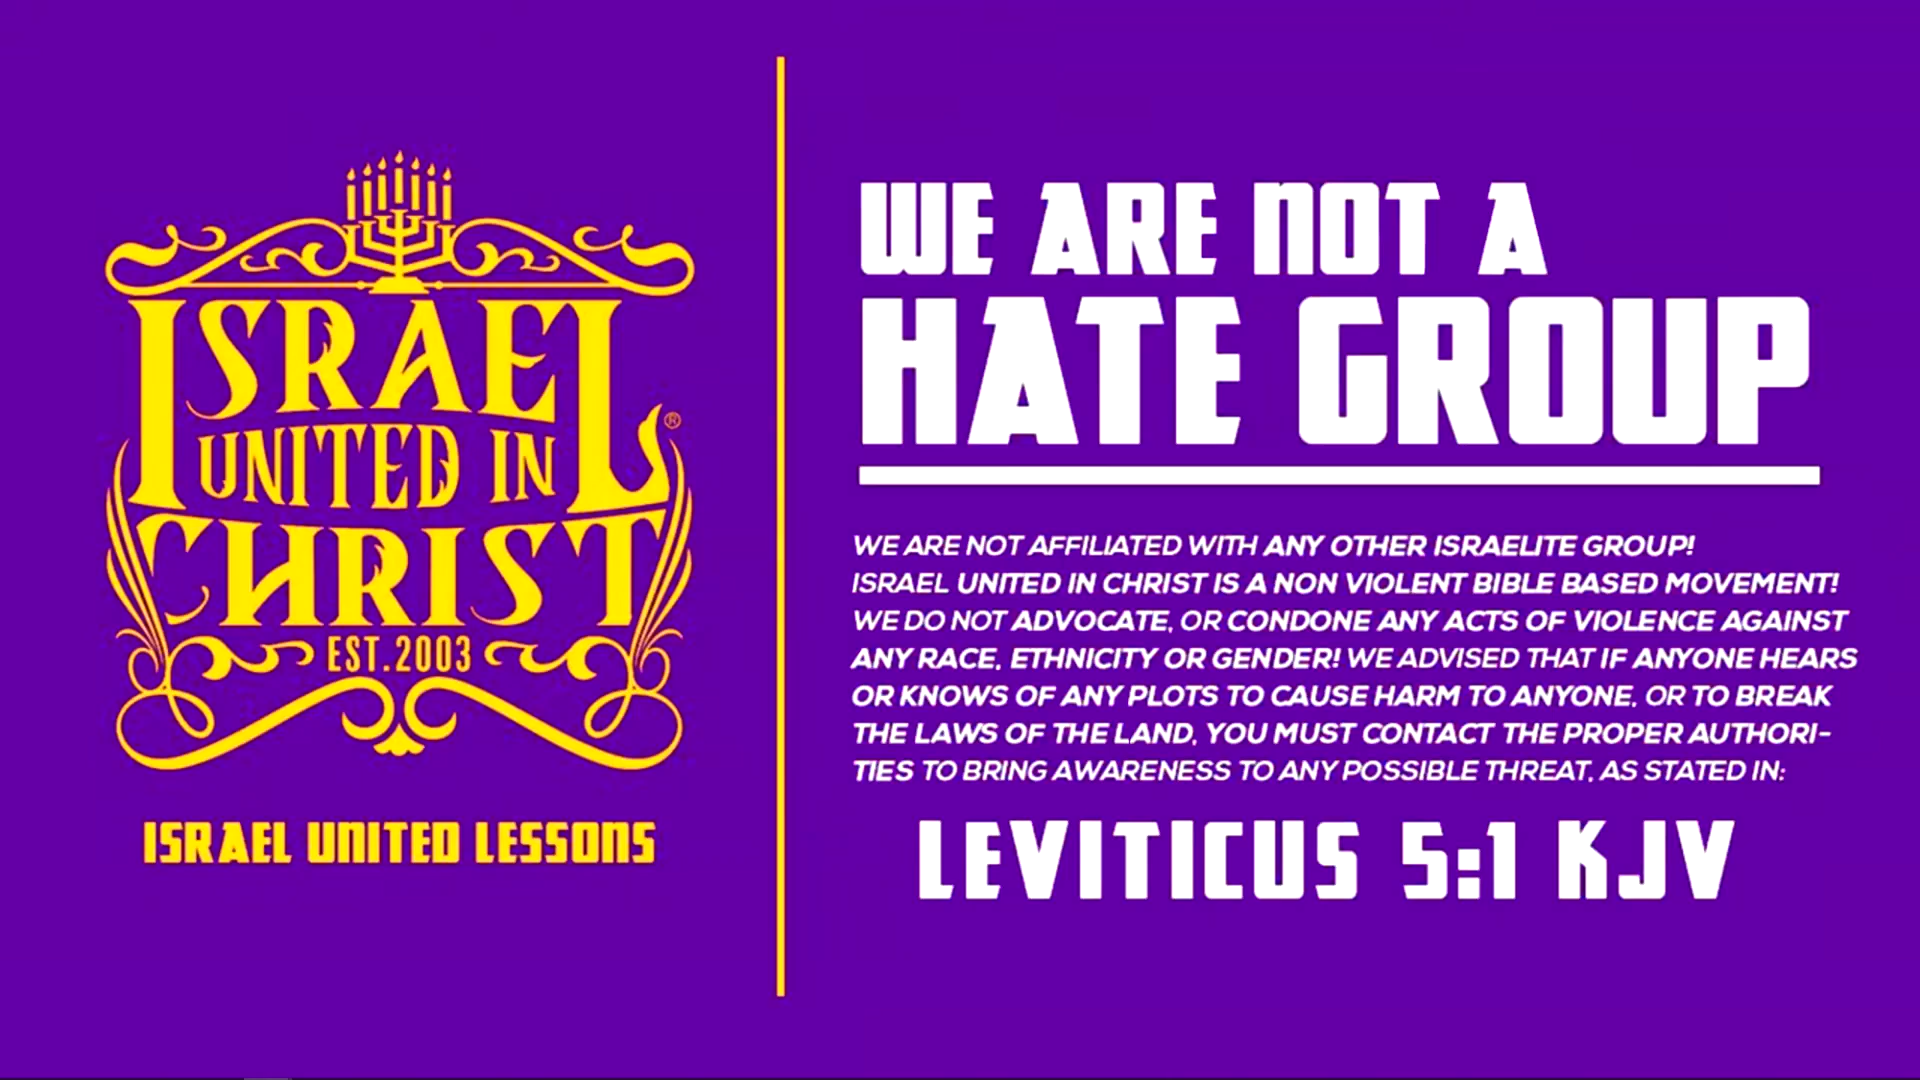 ISRAEL
UNITED IN
CHRIST
®
EST.2003
ISRAEL UNITED LESSONS
WE ARE NOT A
HATE GROUP
WE ARE NOT AFFILIATED WITH ANY OTHER ISRAELITE GROUP!
ISRAEL UNITED IN CHRIST IS A NON VIOLENT BIBLE BASED MOVEMENT!
WE DO NOT ADVOCATE, OR CONDONE ANY ACTS OF VIOLENCE AGAINST
ANY RACE, ETHNICITY OR GENDER! WE ADVISED THAT IF ANYONE HEARS
OR KNOWS OF ANY PLOTS TO CAUSE HARM TO ANYONE, OR TO BREAK
THE LAWS OF THE LAND, YOU MUST CONTACT THE PROPER AUTHORI-
TIES TO BRING AWARENESS TO ANY POSSIBLE THREAT, AS STATED IN:
LEVITICUS 5:1 KJV